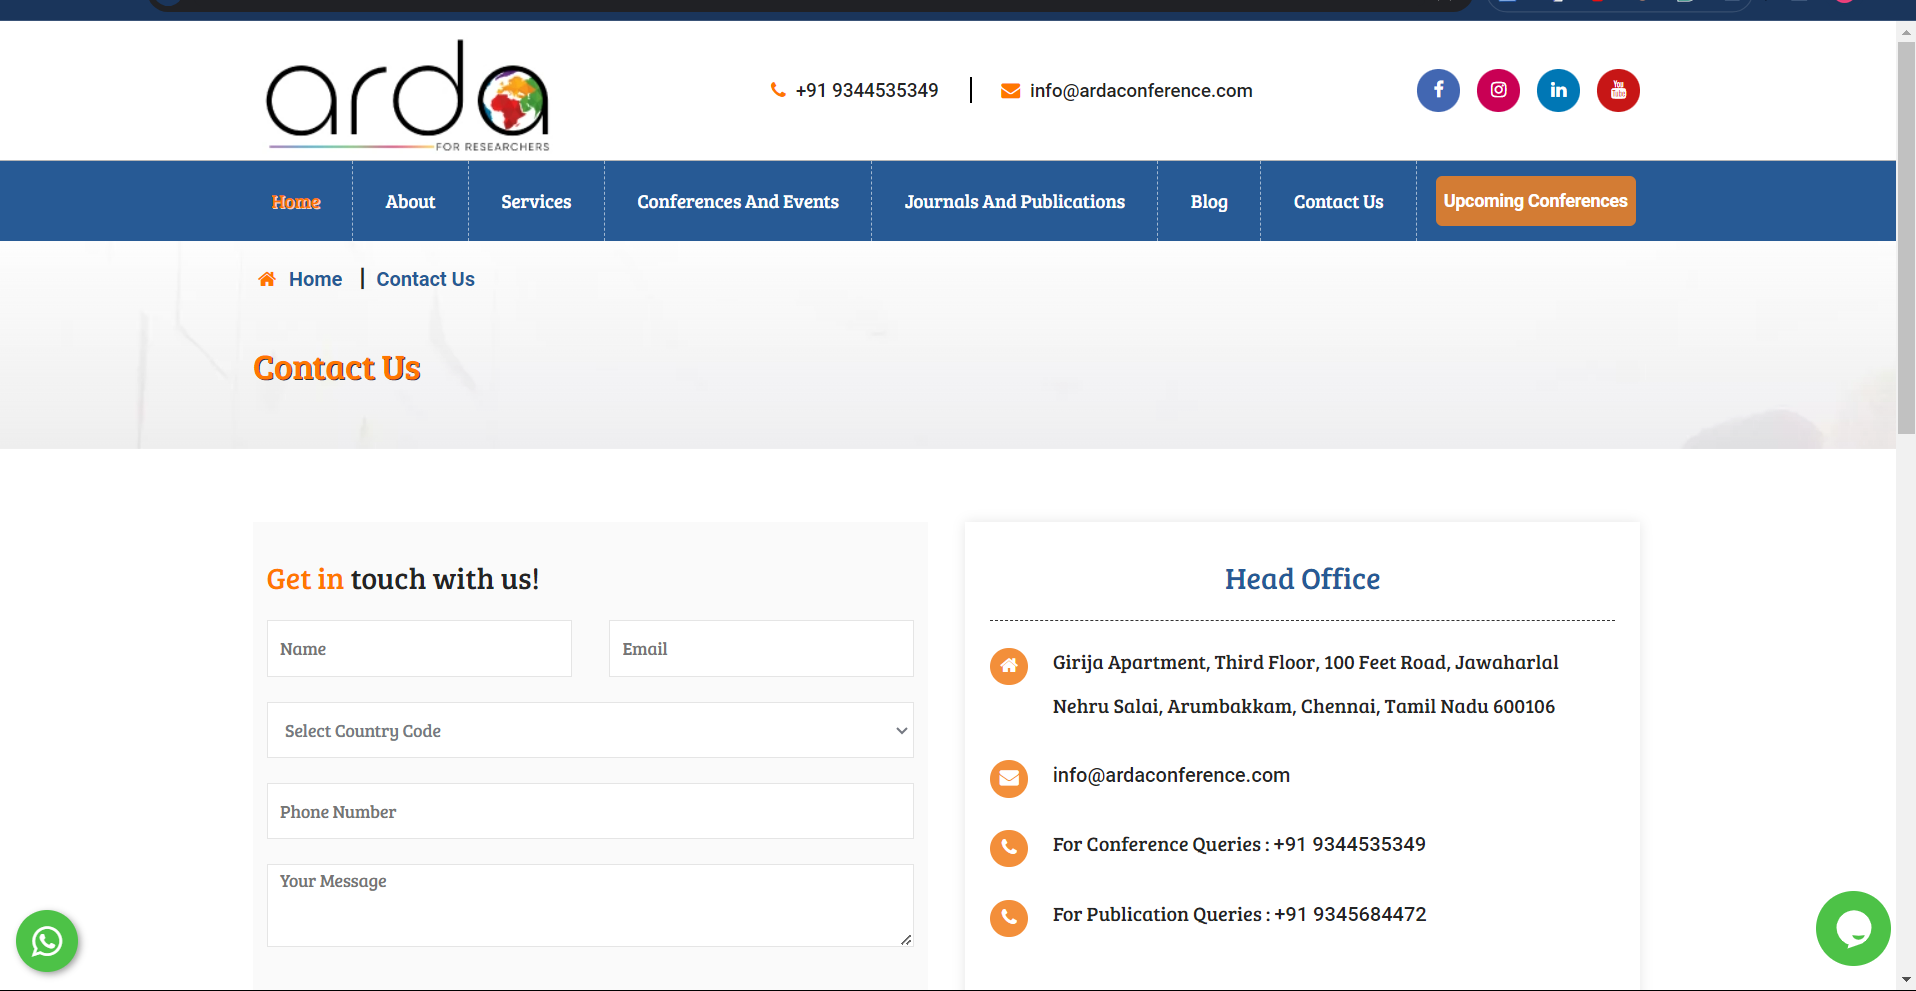 arda
FOR RESEARCHERS
+91 9344535349
info@ardaconference.com
You
Tube
Home
About
Services
Conferences And Events
Journals And Publications
Blog
Contact Us
Upcoming Conferences
Home | Contact Us
Contact Us
Get in touch with us!
Name
Email
Select Country Code
Phone Number
Your Message
Head Office
Girija Apartment, Third Floor, 100 Feet Road, Jawaharlal
Nehru Salai, Arumbakkam, Chennai, Tamil Nadu 600106
info@ardaconference.com
For Conference Queries : +91 9344535349
For Publication Queries : +91 9345684472